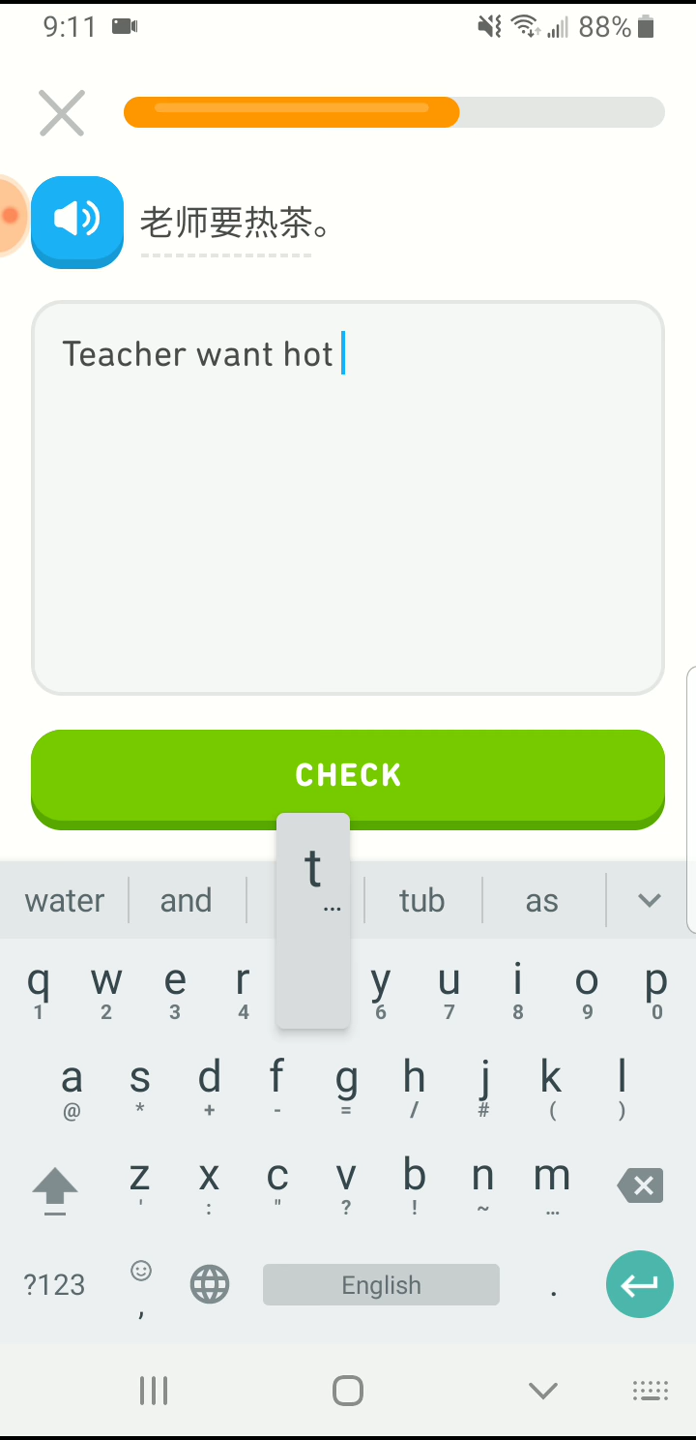 9:11 88%
老师要热茶。
Teacher want hot
CHECK
t
...
water and tub as
q w e r y u i o p
1 2 3 4 6 7 8 9 0
a s d f g h j k l
@ * + - = / # ( )
z x c v b n m
' : " ? ! ~ ...
?123 , English .